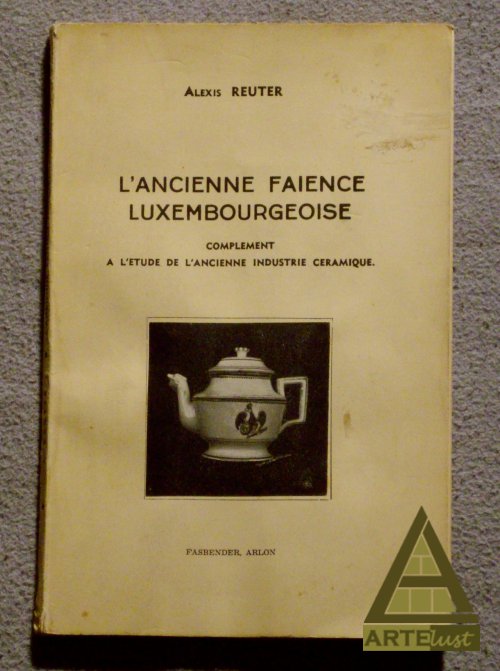 ALEXIS REUTER
L'ANCIENNE FAIENCE
LUXEMBOURGEOISE
COMPLEMENT
A L'ETUDE DE L'ANCIENNE INDUSTRIE CERAMIQUE.
FASBENDER, ARLON
ARTElust